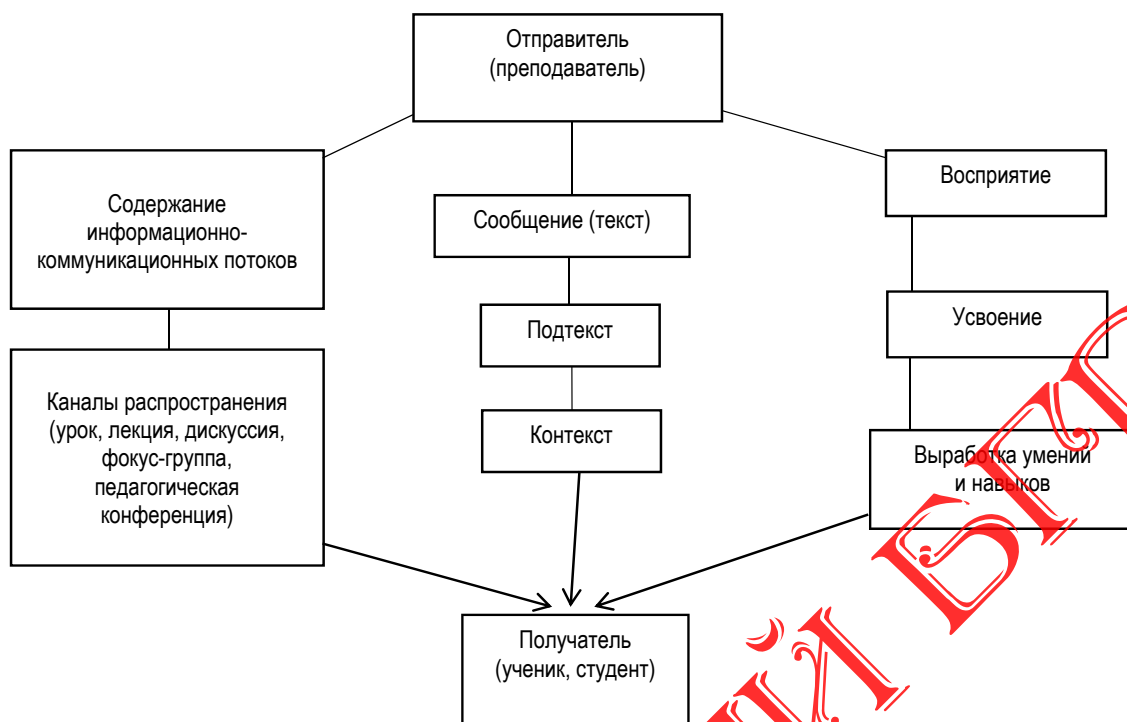 Отправитель
(преподаватель)
Содержание
информационно-
коммуникационных потоков
Сообщение (текст)
Восприятие
Подтекст
Усвоение
Каналы распространения
(урок, лекция, дискуссия,
фокус-группа,
педагогическая
конференция)
Контекст
Выработка умений
и навыков
Получатель
(ученик, студент)